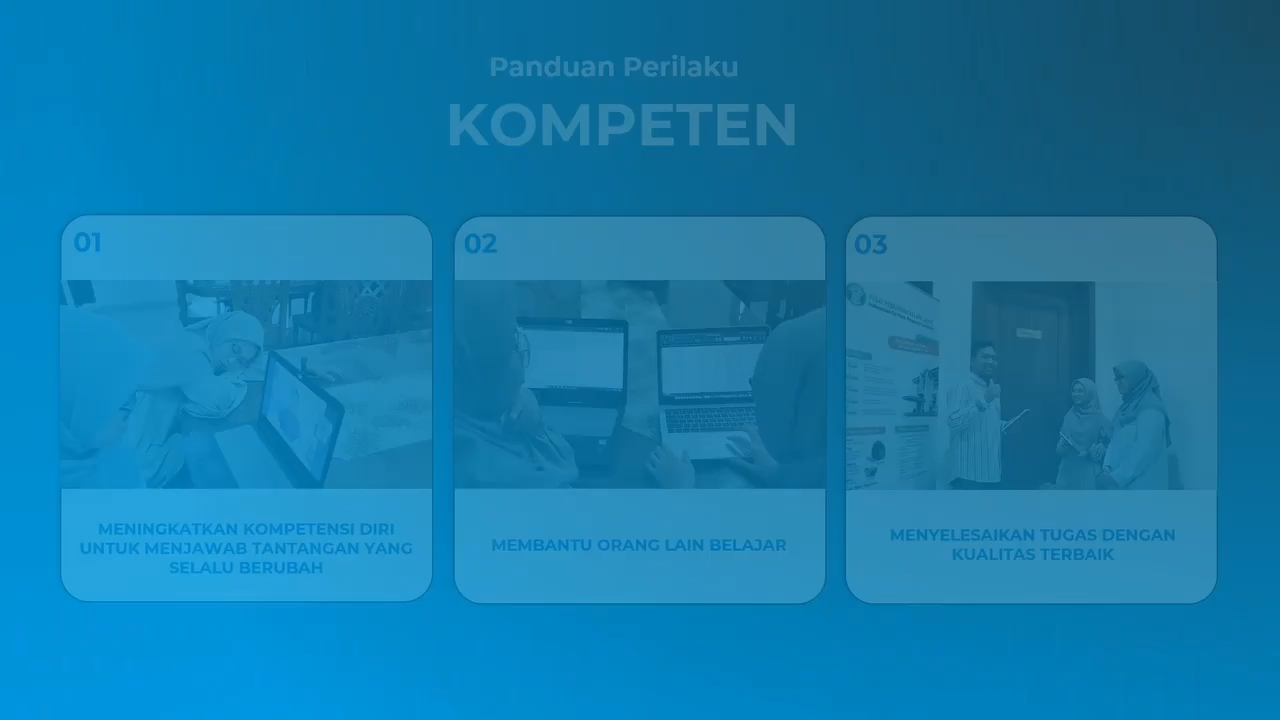 Panduan Perilaku
KOMPETEN
01
02
03
MENINGKATKAN KOMPETENSI DIRI
UNTUK MENJAWAB TANTANGAN YANG
SELALU BERUBAH
MEMBANTU ORANG LAIN BELAJAR
MENYELESAIKAN TUGAS DENGAN
KUALITAS TERBAIK